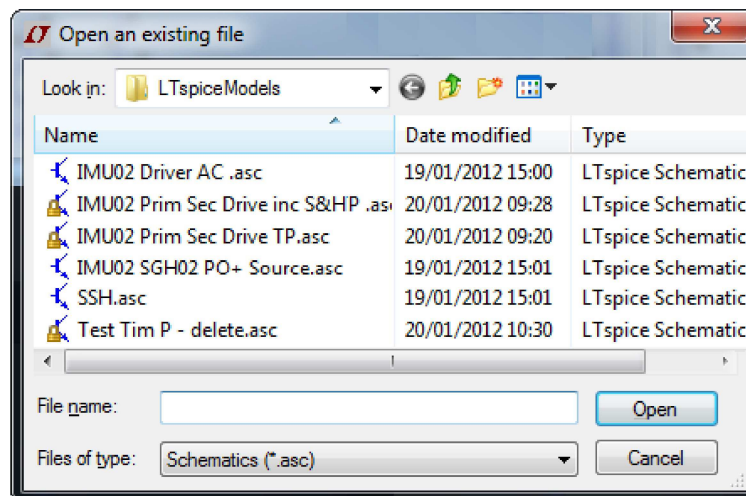 Open an existing file
Look in: LTspiceModels
Name Date modified Type
IMU02 Driver AC .asc 19/01/2012 15:00 LTspice Schematic
IMU02 Prim Sec Drive inc S&HP .as 20/01/2012 09:28 LTspice Schematic
IMU02 Prim Sec Drive TP.asc 20/01/2012 09:20 LTspice Schematic
IMU02 SGH02 PO+ Source.asc 19/01/2012 15:01 LTspice Schematic
SSH.asc 19/01/2012 15:01 LTspice Schematic
Test Tim P - delete.asc 20/01/2012 10:30 LTspice Schematic
File name: Open
Files of type: Schematics (*.asc) Cancel